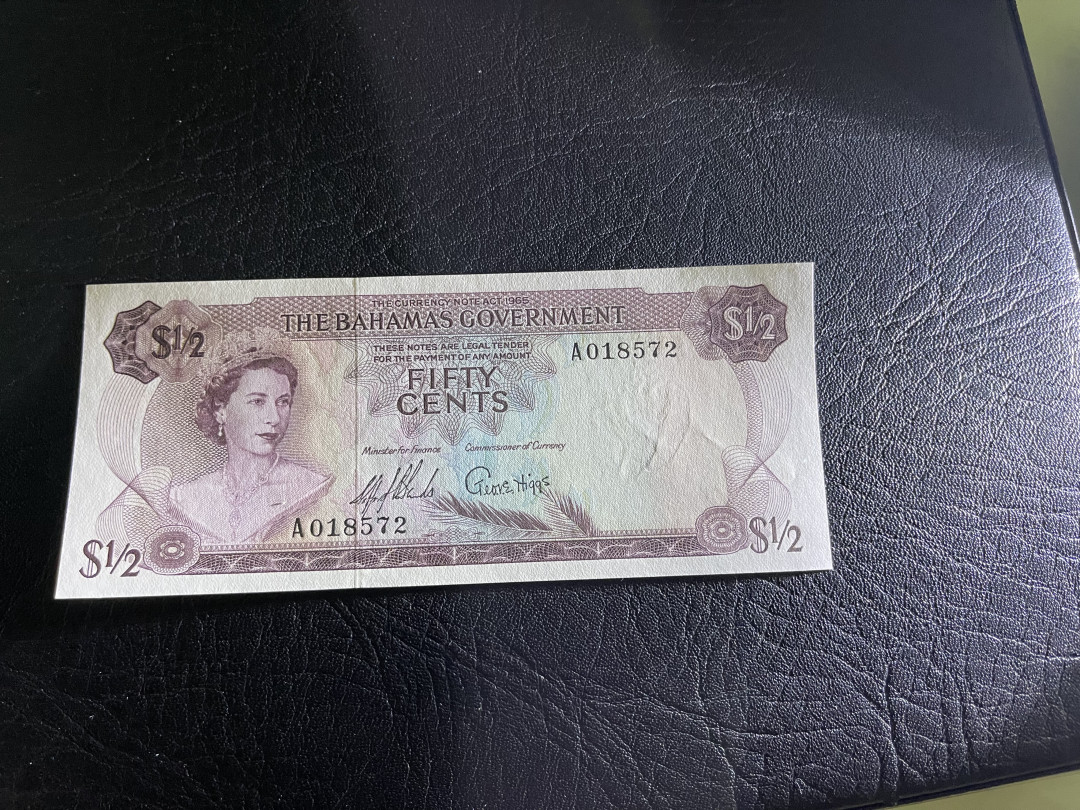 THE CURRENCY NOTE ACT 1965
$1/2 THE BAHAMAS GOVERNMENT $1/2
THESE NOTES ARE LEGAL TENDER
FOR THE PAYMENT OF ANY AMOUNT
A018572
FIFTY
CENTS
Minister for Finance Commissioner of Currency
George Higgs
A018572
$1/2 $1/2